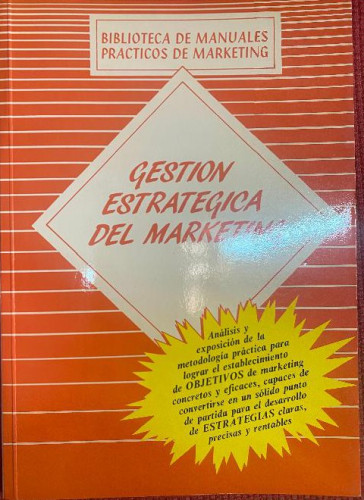 BIBLIOTECA DE MANUALES
PRACTICOS DE MARKETING
GESTION
ESTRATEGICA
DEL MARKETING
Análisis y
exposición de la
metodología práctica para
lograr el establecimiento
de OBJETIVOS de marketing
concretos y eficaces, capaces de
convertirse en un sólido punto
de partida para el desarrollo
de ESTRATEGIAS claras,
precisas y rentables